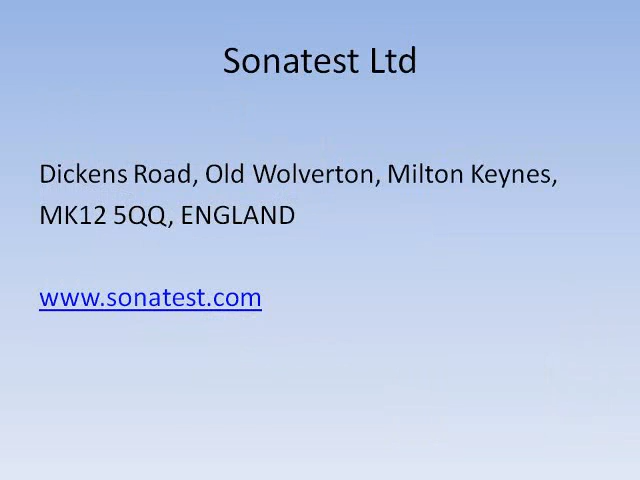 Sonatest Ltd
Dickens Road, Old Wolverton, Milton Keynes,
MK12 5QQ, ENGLAND
www.sonatest.com